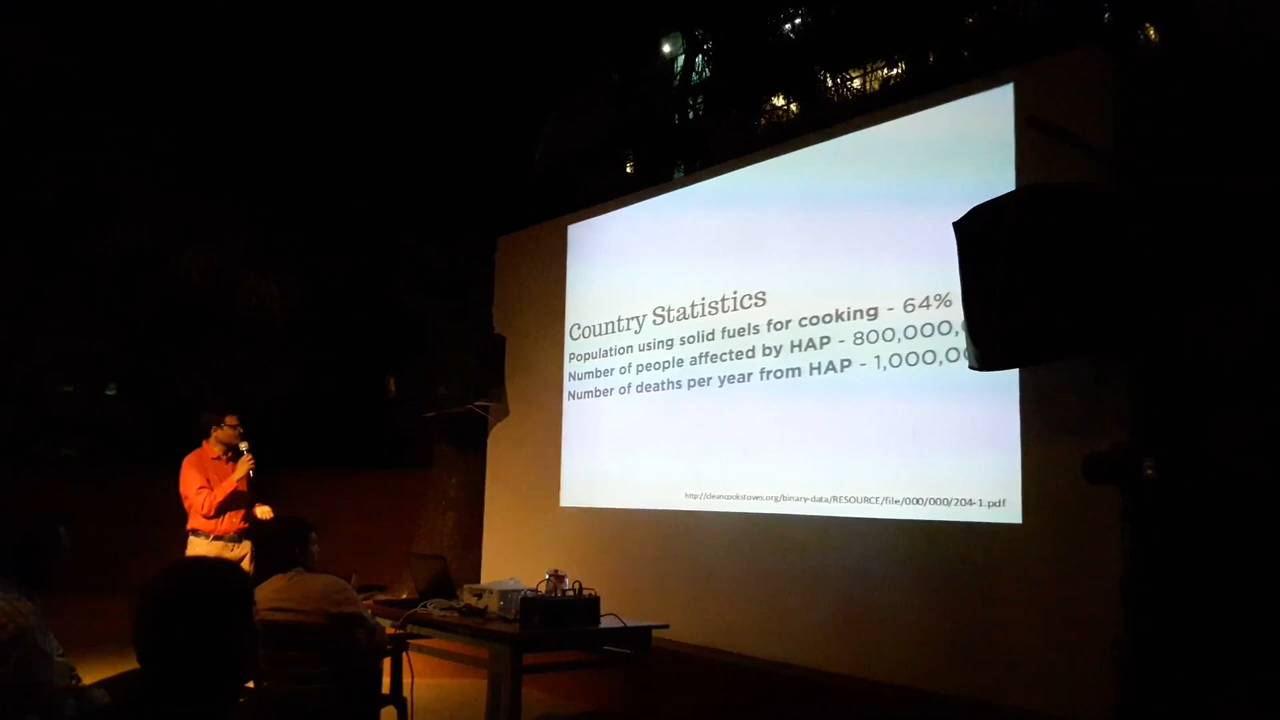 Country Statistics
Population using solid fuels for cooking - 64%
Number of people affected by HAP - 800,000,
Number of deaths per year from HAP - 1,000,00
http://cleancookstoves.org/binary-data/RESOURCE/file/000/000/204-1.pdf